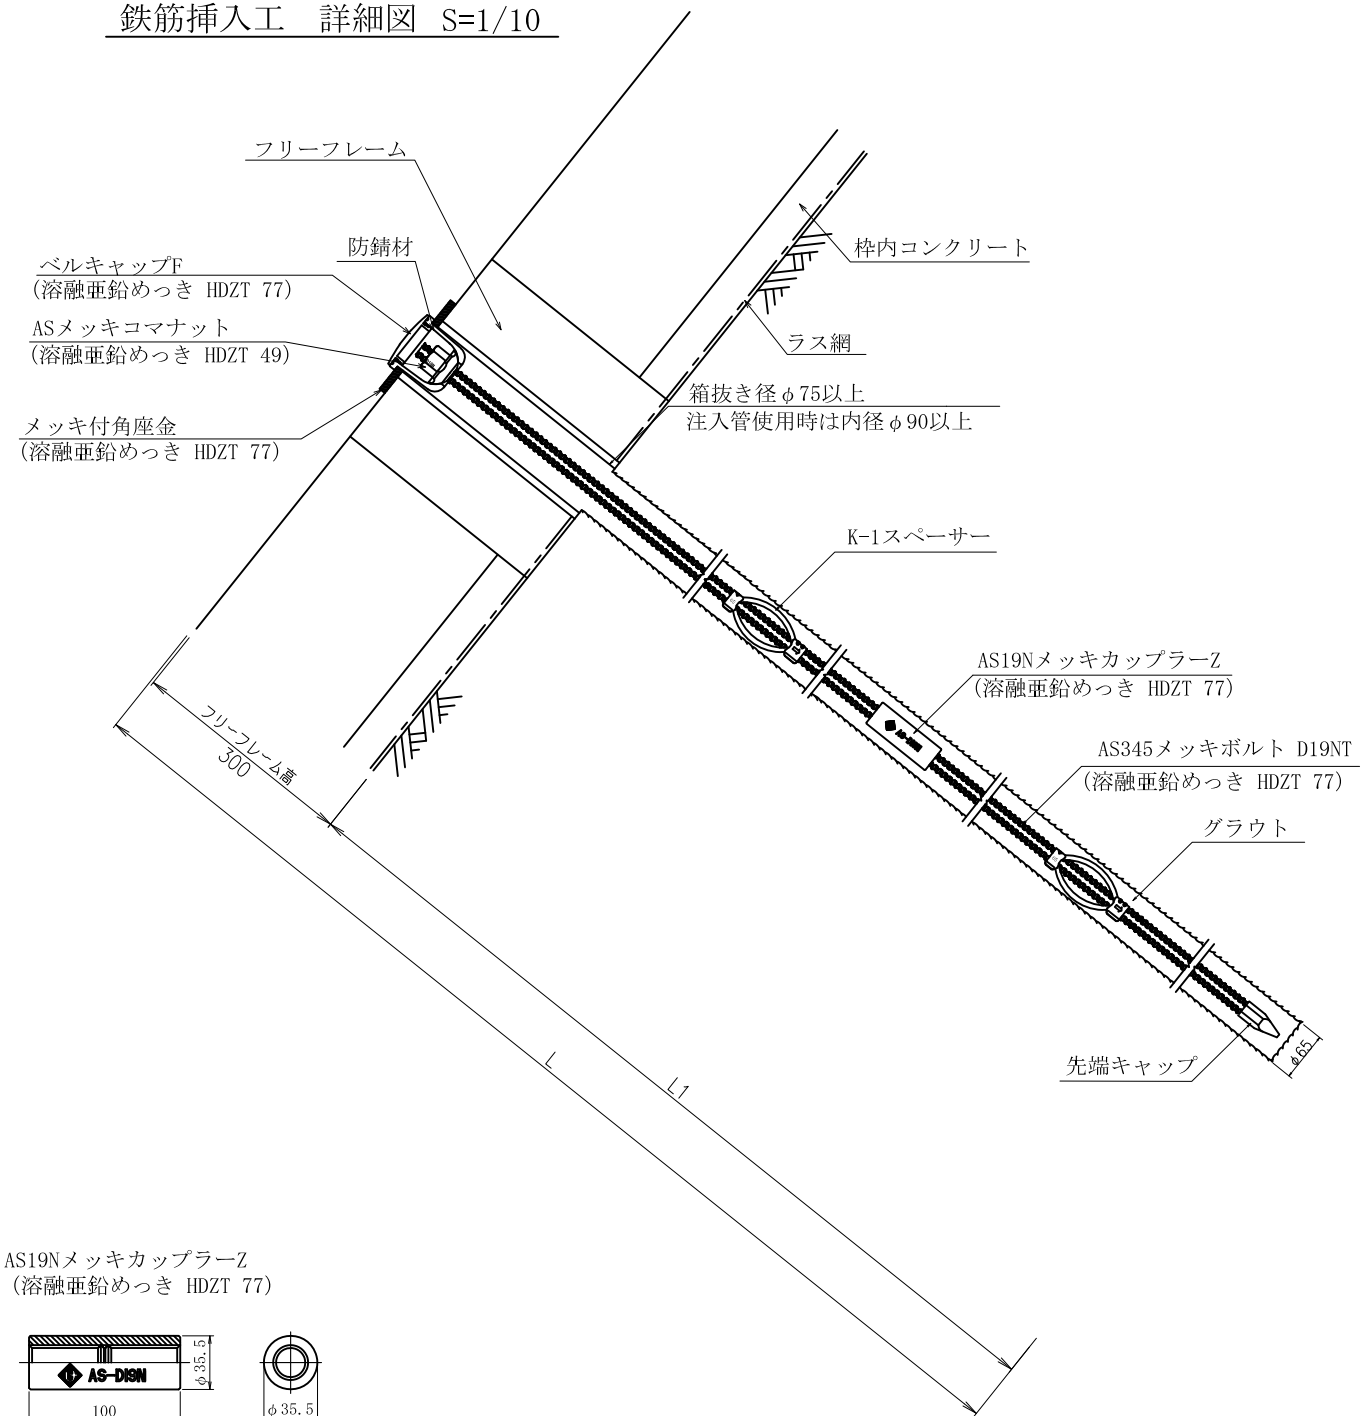 鉄筋挿入工　詳細図 S=1/10
フリーフレーム
防錆材
枠内コンクリート
ベルキャップF
(溶融亜鉛めっき HDZT 77)
ASメッキコマナット
(溶融亜鉛めっき HDZT 49)
ラス網
箱抜き径φ75以上
注入管使用時は内径φ90以上
メッキ付角座金
(溶融亜鉛めっき HDZT 77)
K-1スペーサー
AS19NメッキカップラーZ
(溶融亜鉛めっき HDZT 77)
フリーフレーム高
300
AS345メッキボルト D19NT
(溶融亜鉛めっき HDZT 77)
グラウト
先端キャップ
φ65
L
L1
AS19NメッキカップラーZ
(溶融亜鉛めっき HDZT 77)
AS-D19N
φ35.5
100
φ35.5